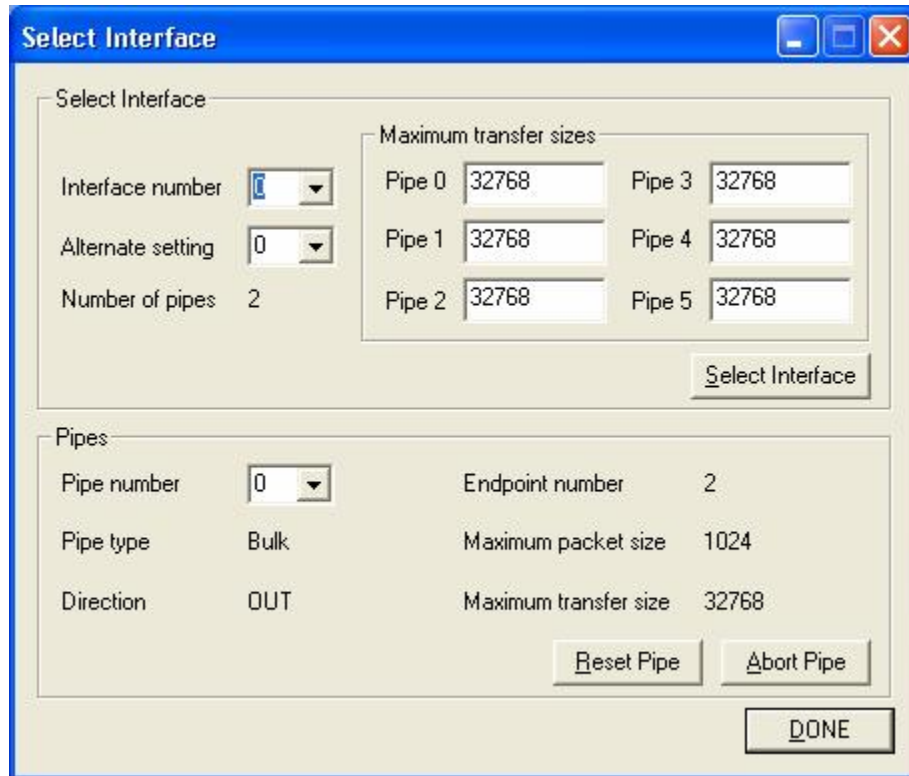 Select Interface
Select Interface
Maximum transfer sizes
Interface number 0
Pipe 0 32768 Pipe 3 32768
Alternate setting 0
Pipe 1 32768 Pipe 4 32768
Number of pipes 2
Pipe 2 32768 Pipe 5 32768
Select Interface
Pipes
Pipe number 0 Endpoint number 2
Pipe type Bulk Maximum packet size 1024
Direction OUT Maximum transfer size 32768
Reset Pipe Abort Pipe
DONE